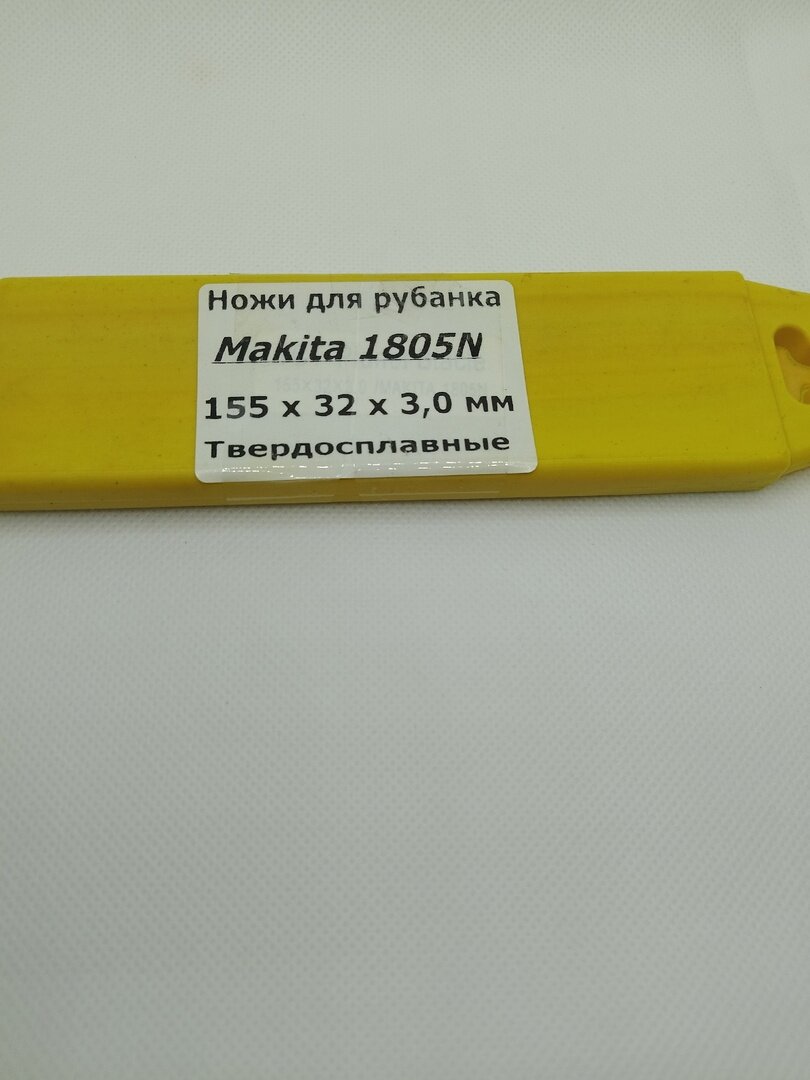 Ножи для рубанка
Makita 1805N
155 x 32 x 3,0 мм
Твердосплавные